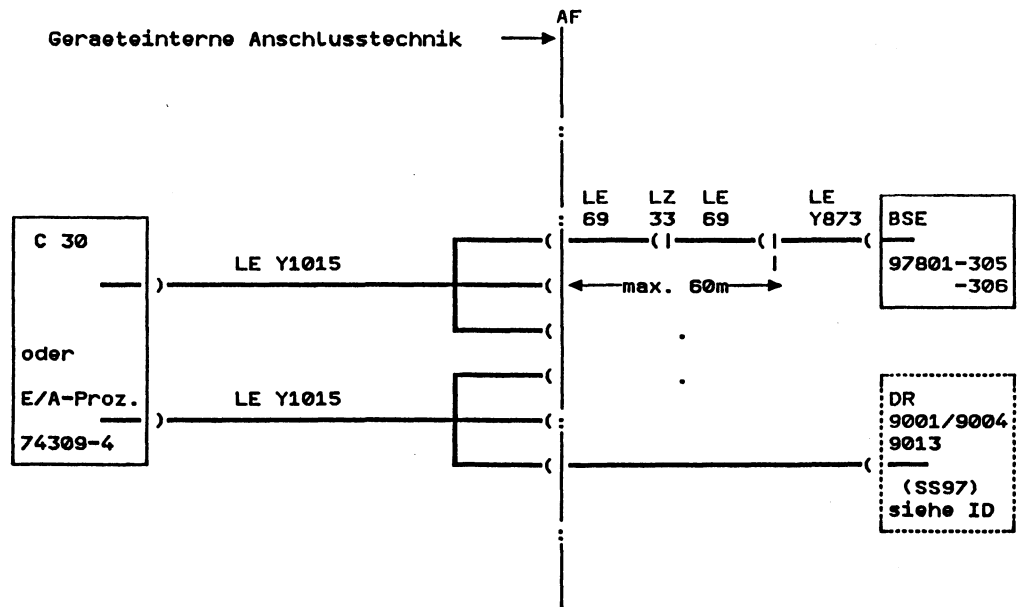 AF
Geraeteinterne Anschlusstechnik
LE LZ LE LE
69 33 69 Y873
BSE
97801-305
-306
C 30
LE Y1015
max. 60m
oder
E/A-Proz.
74309-4
LE Y1015
DR
9001/9004
9013
(SS97)
siehe ID